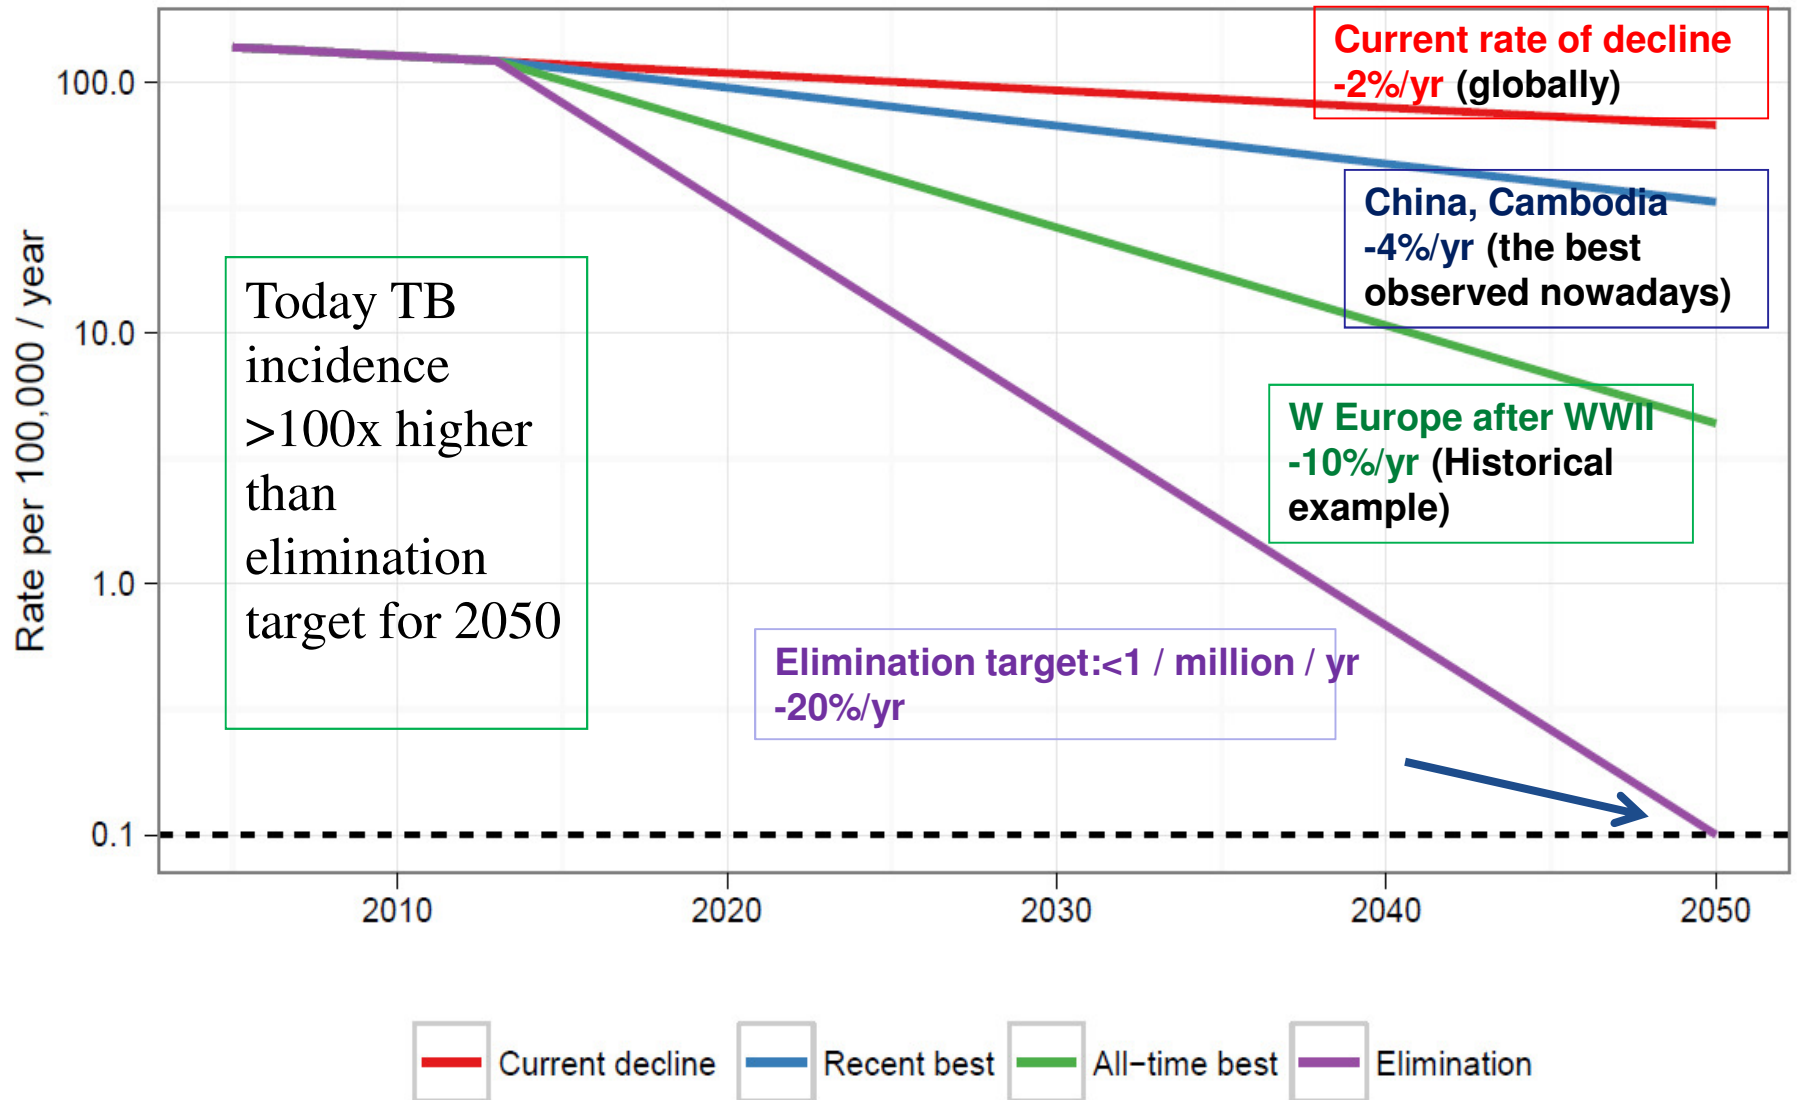 Current rate of decline
-2%/yr (globally)
China, Cambodia
-4%/yr (the best
observed nowadays)
W Europe after WWII
-10%/yr (Historical
example)
Today TB
incidence
>100x higher
than
elimination
target for 2050
Elimination target:<1 / million / yr
-20%/yr
Rate per 100,000 / year
100.0
10.0
1.0
0.1
2010 2020 2030 2040 2050
Current decline Recent best All-time best Elimination